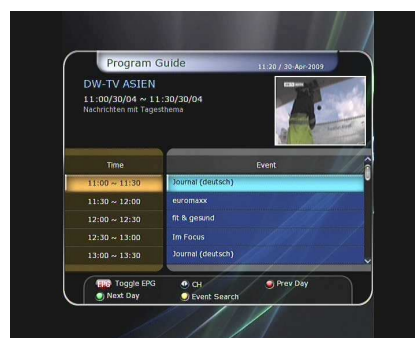 Program Guide
11:20 / 30-Apr-2009
DW-TV ASIEN
11:00/30/04 ~ 11:30/30/04
Nachrichten mit Tagesthema
Time Event
11:00 ~ 11:30 Journal (deutsch)
11:30 ~ 12:00 euromaxx
12:00 ~ 12:30 fit & gesund
12:30 ~ 13:00 Im Focus
13:00 ~ 13:30 Journal (deutsch)
EPG Toggle EPG CH Prev Day
Next Day Event Search